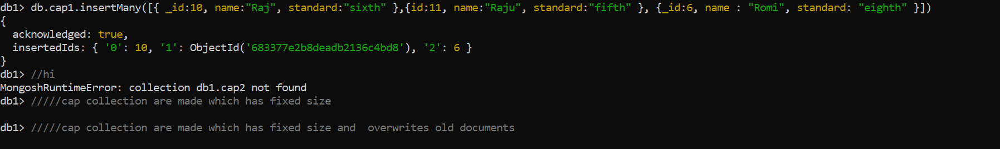 db1> db.cap1.insertMany([{ _id:10, name:"Raj", standard:"sixth" },{id:11, name:"Raju", standard:"fifth" }, {_id:6, name : "Romi", standard: "eighth" }])
{
  acknowledged: true,
  insertedIds: { '0': 10, '1': ObjectId('683377e2b8deadb2136c4bd8'), '2': 6 }
}
db1> //hi
MongoshRuntimeError: collection db1.cap2 not found
db1> /////cap collection are made which has fixed size
db1> /////cap collection are made which has fixed size and  overwrites old documents